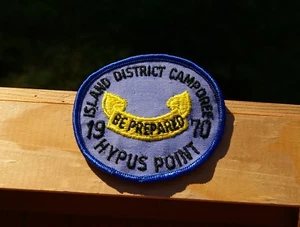 ISLAND DISTRICT CAMPOREE
BE PREPARED
19 70
HYPUS POINT